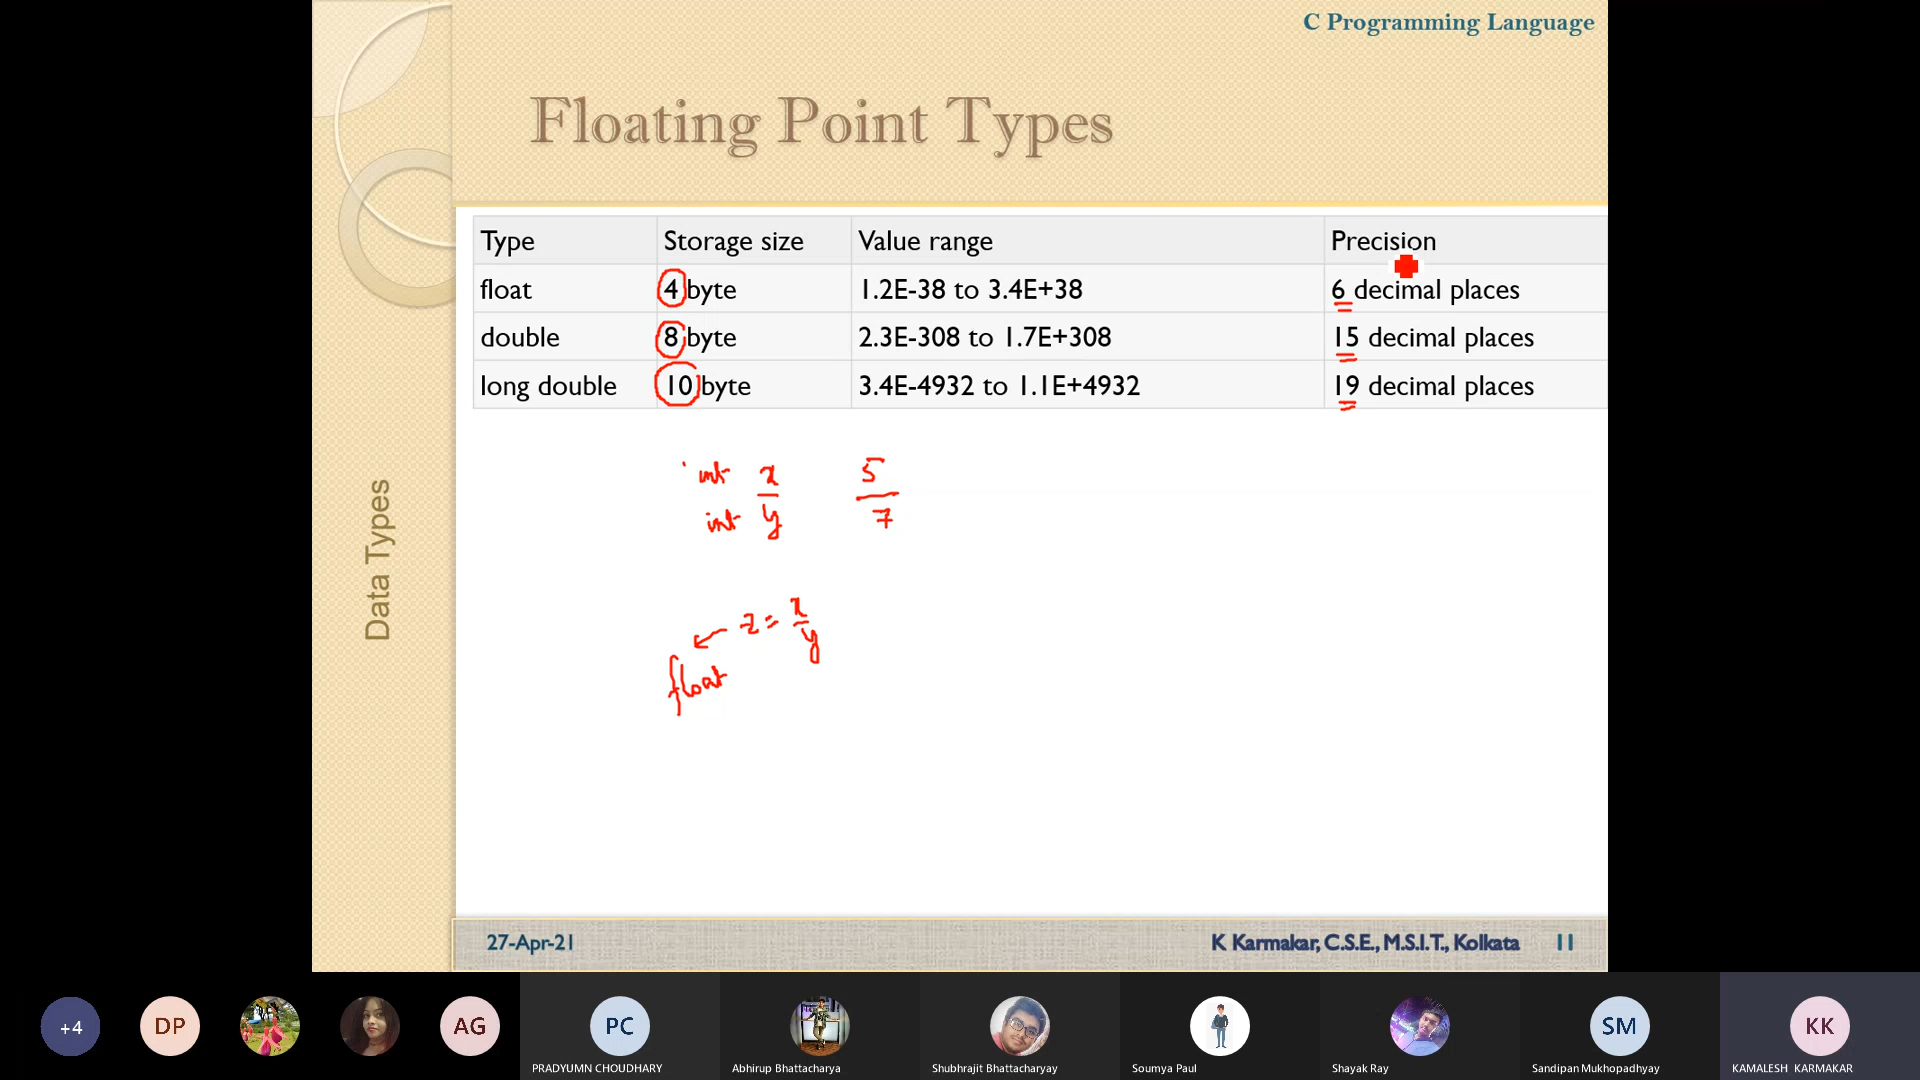 C Programming Language
Floating Point Types
Type Storage size Value range Precision
float 4 byte 1.2E-38 to 3.4E+38 6 decimal places
double 8 byte 2.3E-308 to 1.7E+308 15 decimal places
long double 10 byte 3.4E-4932 to 1.1E+4932 19 decimal places
int x 5
int y 7
z = x
y
float
Data Types
27-Apr-21 K Karmakar, C.S.E., M.S.I.T., Kolkata 11
+4 DP AG PC SM KK
PRADYUMN CHOUDHARY Abhirup Bhattacharya Shubhrajit Bhattacharyay Soumya Paul Shayak Ray Sandipan Mukhopadhyay KAMALESH KARMAKAR